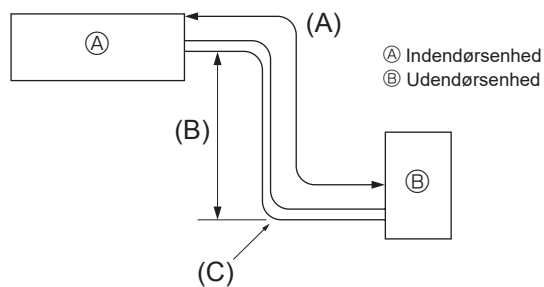 (A)
Ⓐ
Ⓐ Indendørsenhed
Ⓑ Udendørsenhed
(B)
Ⓑ
(C)